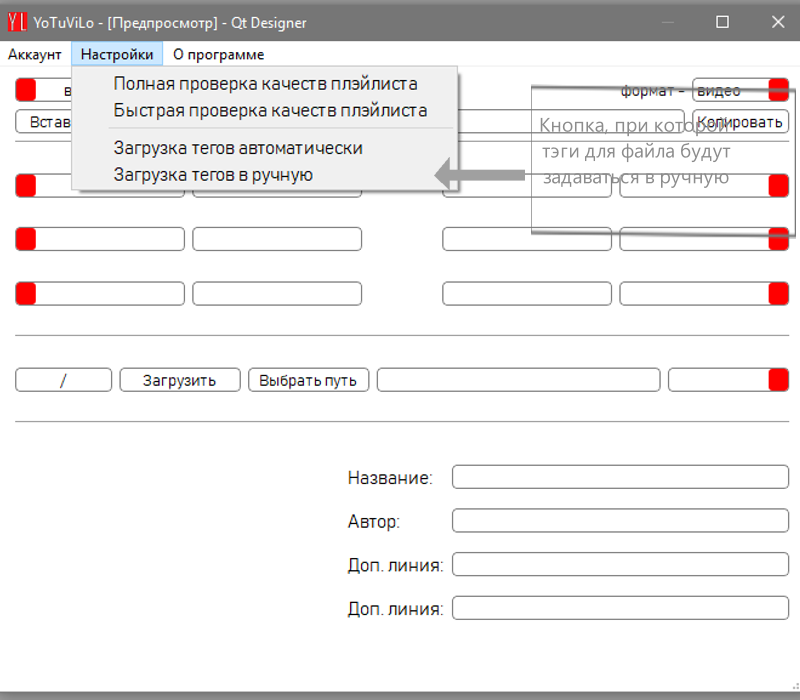 YoTuViLo - [Предпросмотр] - Qt Designer
Аккаунт Настройки О программе
Полная проверка качеств плэйлиста
Быстрая проверка качеств плэйлиста
Загрузка тегов автоматически
Загрузка тегов в ручную
формат - видео
Встав
Копировать
Кнопка, при которой
тэги для файла будут
задаваться в ручную
/ Загрузить Выбрать путь
Название:
Автор:
Доп. линия:
Доп. линия: